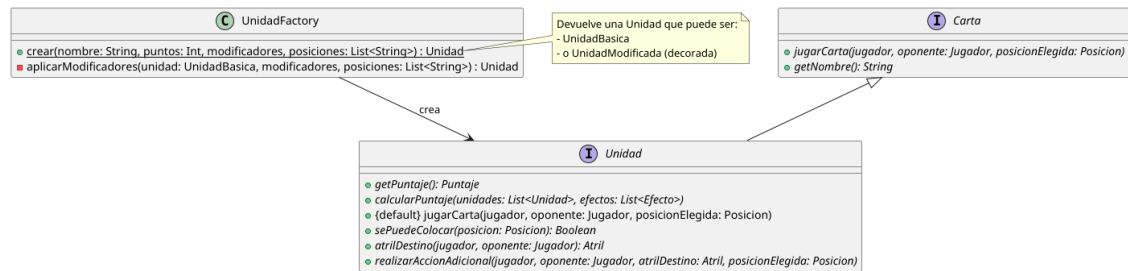 C UnidadFactory
crear(nombre: String, puntos: Int, modificadores, posiciones: List<String>) : Unidad
aplicarModificadores(unidad: UnidadBasica, modificadores, posiciones: List<String>) : Unidad
Devuelve una Unidad que puede ser:
- UnidadBasica
- o UnidadModificada (decorada)
I Carta
jugarCarta(jugador, oponente: Jugador, posicionElegida: Posicion)
getNombre(): String
crea
I Unidad
getPuntaje(): Puntaje
calcularPuntaje(unidades: List<Unidad>, efectos: List<Efecto>)
{default} jugarCarta(jugador, oponente: Jugador, posicionElegida: Posicion)
sePuedeColocar(posicion: Posicion): Boolean
atrilDestino(jugador, oponente: Jugador): Atril
realizarAccionAdicional(jugador, oponente: Jugador, atrilDestino: Atril, posicionElegida: Posicion)